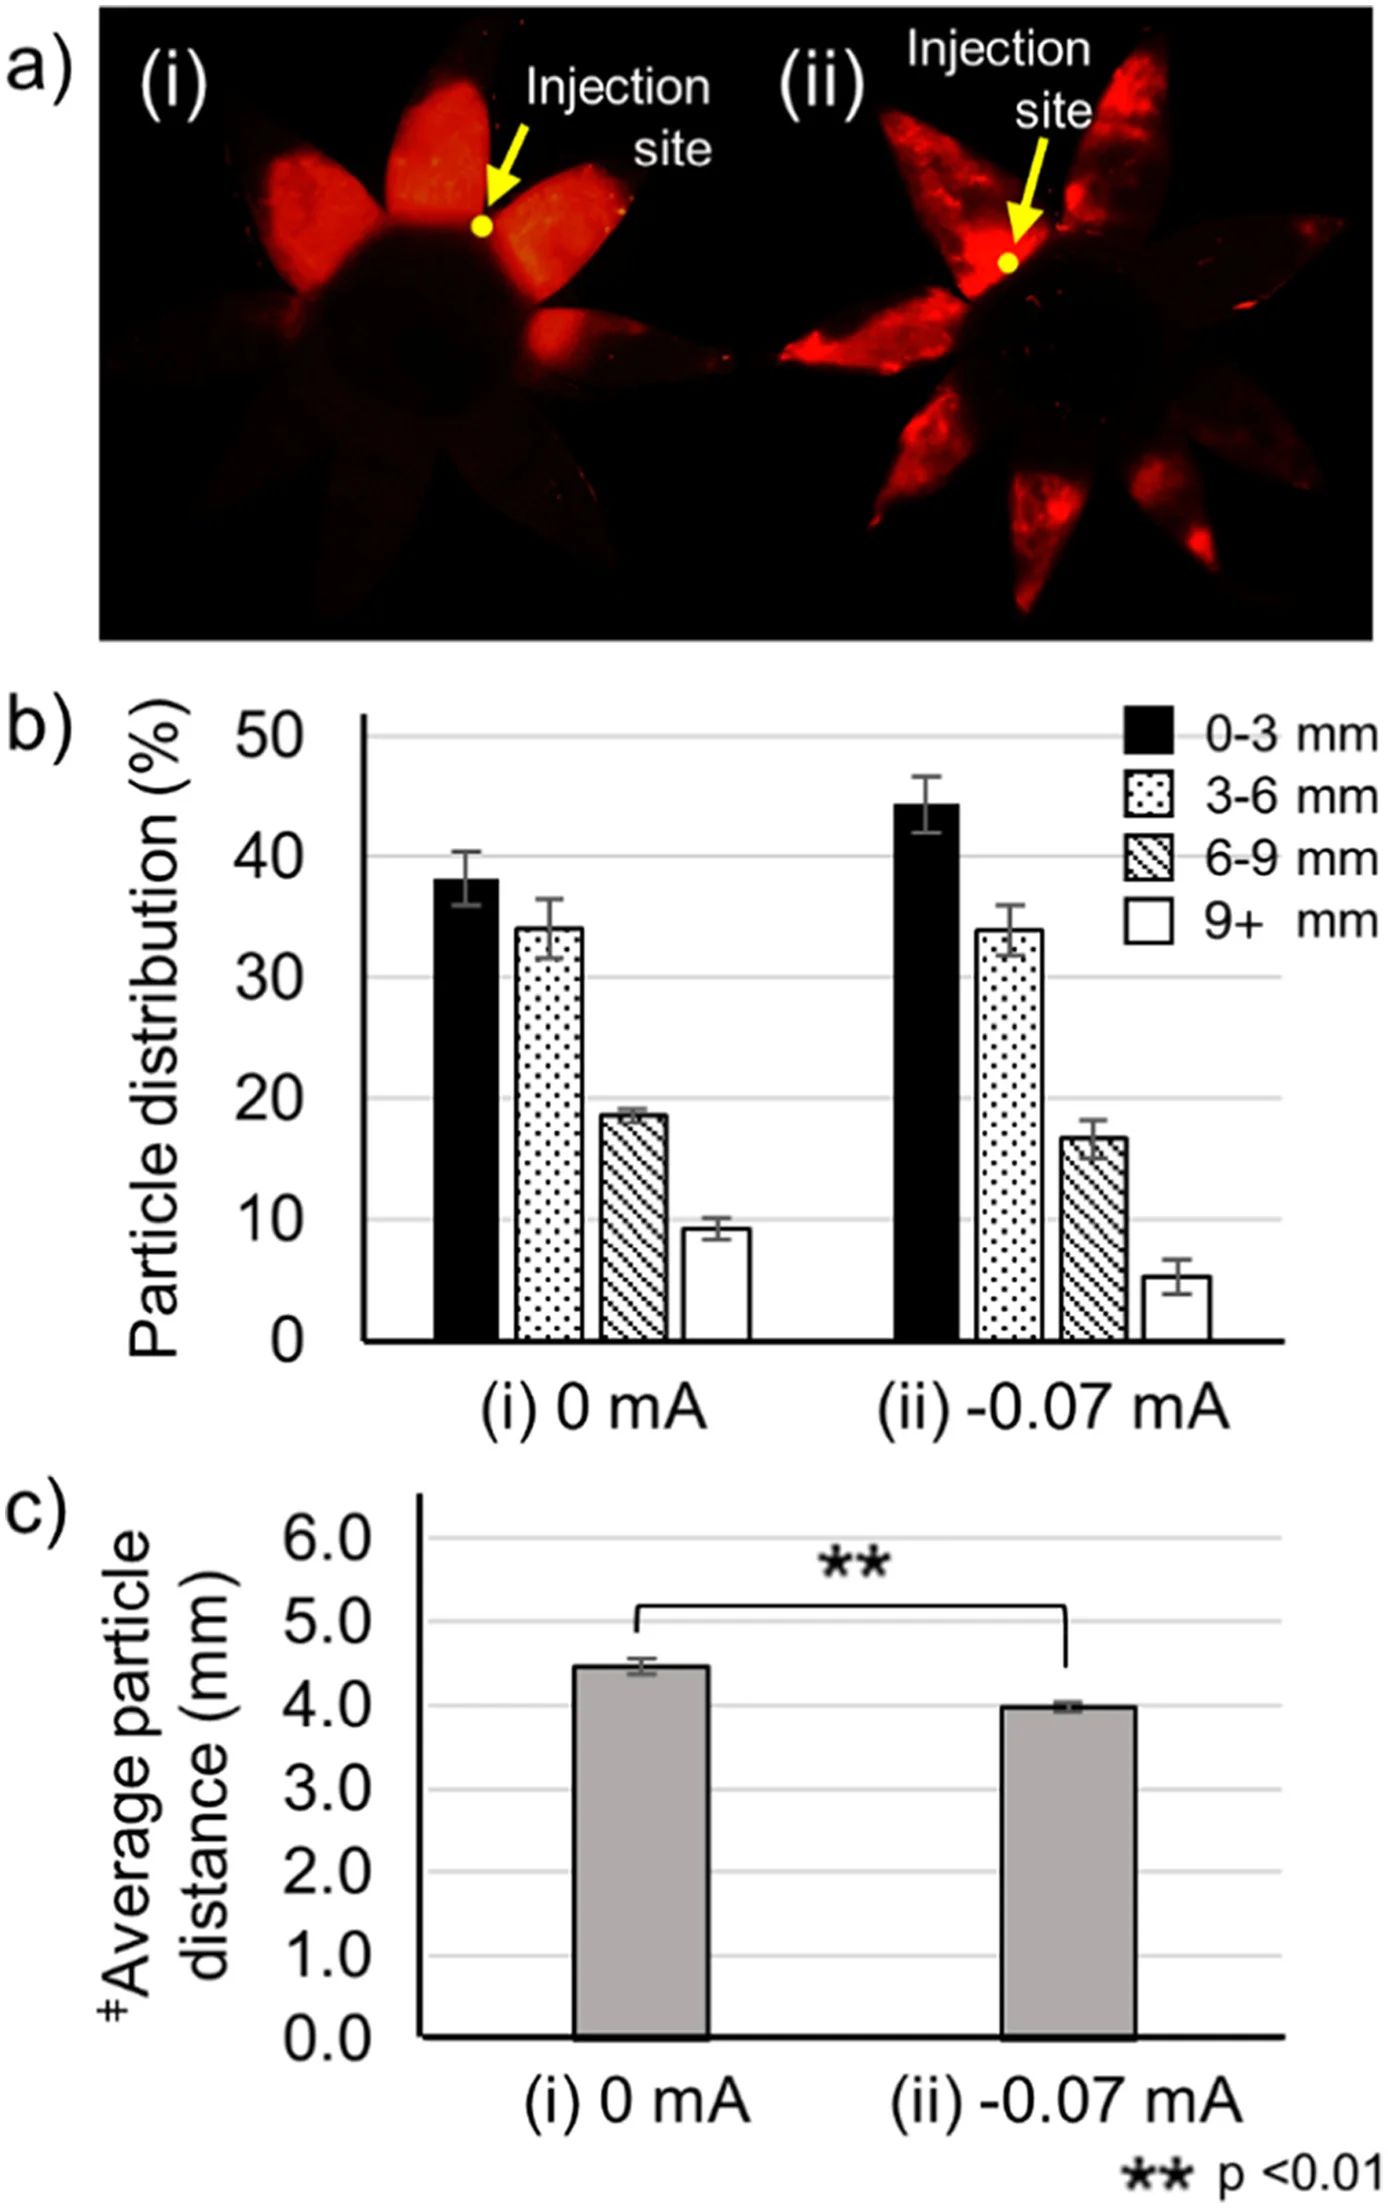 a)
(i)
Injection
site
(ii)
Injection
site
b)
Particle distribution (%)
50
40
30
20
10
0
0-3 mm
3-6 mm
6-9 mm
9+ mm
(i) 0 mA
(ii) -0.07 mA
c)
⧧Average particle
distance (mm)
6.0
5.0
4.0
3.0
2.0
1.0
0.0
**
(i) 0 mA
(ii) -0.07 mA
** p <0.01